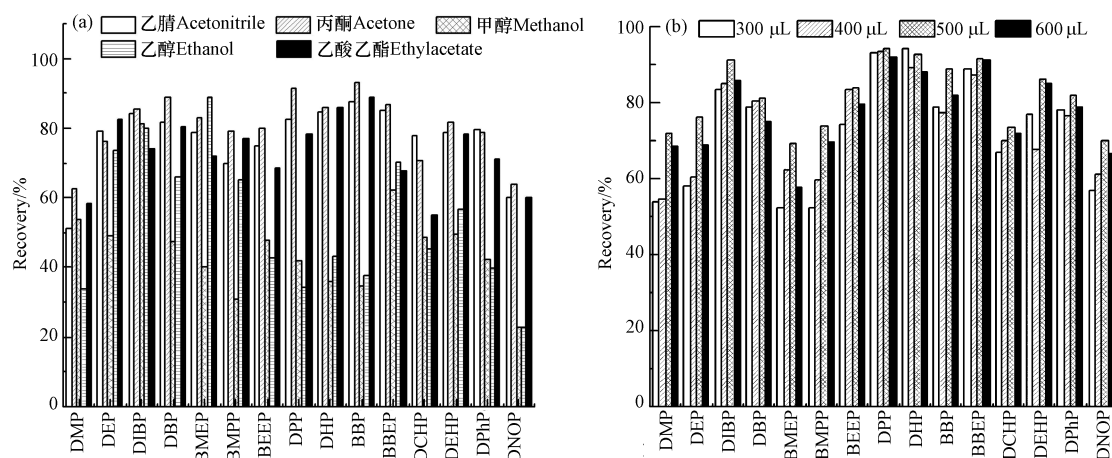 (a) 乙腈Acetonitrile 丙酮Acetone 甲醇Methanol
乙醇Ethanol 乙酸乙酯Ethylacetate
100
80
60
40
20
0
Recovery/%
DMP DEP DIBP DBP BMEP BMPP BEEP DPP DHP BBP BBEP DCHP DEHP DPhP DNOP
(b) 300 μL 400 μL 500 μL 600 μL
100
80
60
40
20
0
Recovery/%
DMP DEP DIBP DBP BMEP BMPP BEEP DPP DHP BBP BBEP DCHP DEHP DPhP DNOP